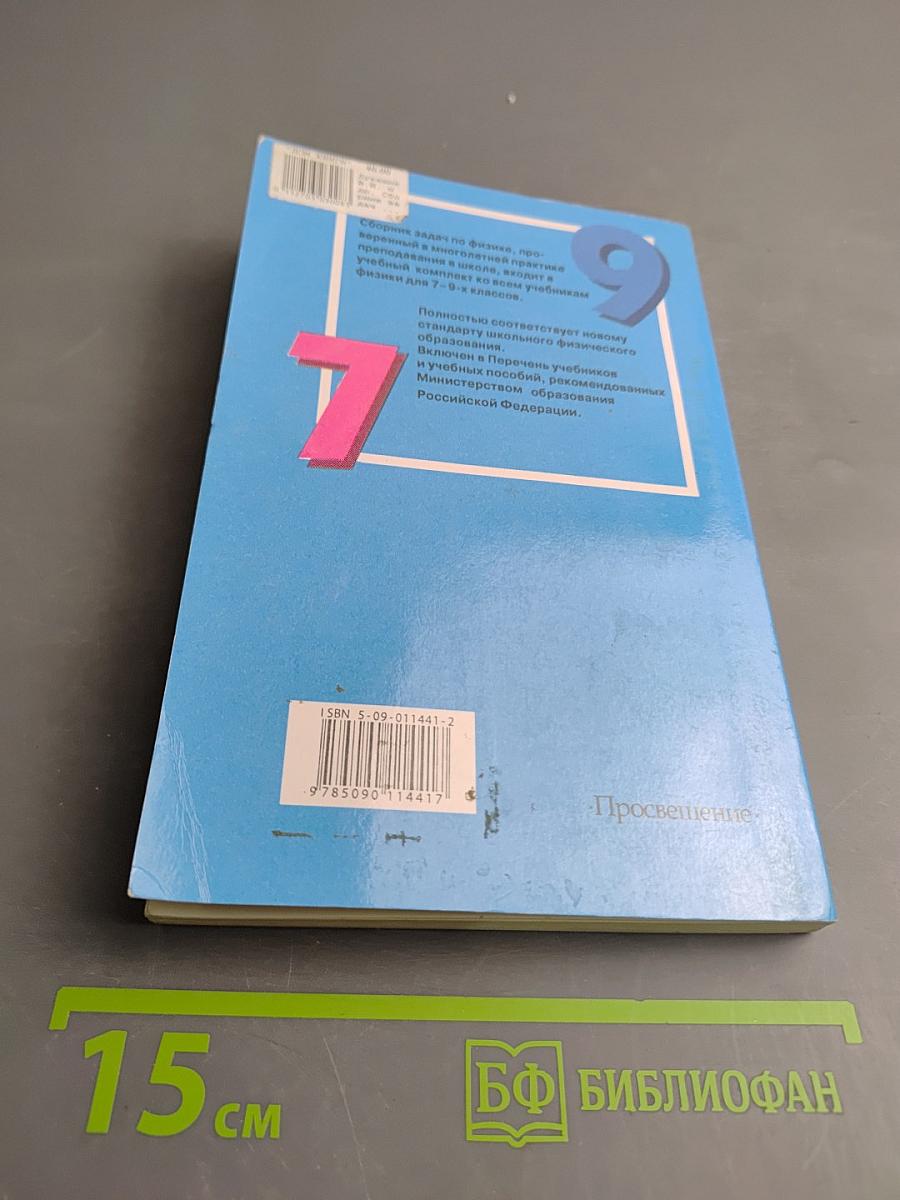 Сборник задач по физике, про-
веренный в многолетней практике
преподавания в школе, входит в
учебный комплект ко всем учебникам
физики для 7–9-х классов.
9
Полностью соответствует новому
стандарту школьного физического
образования.
Включен в Перечень учебников
и учебных пособий, рекомендованных
Министерством образования
Российской Федерации.
7
ISBN 5-09-011441-2
9785090 114417
Просвещение
15 см
БФ БИБЛИОФАН